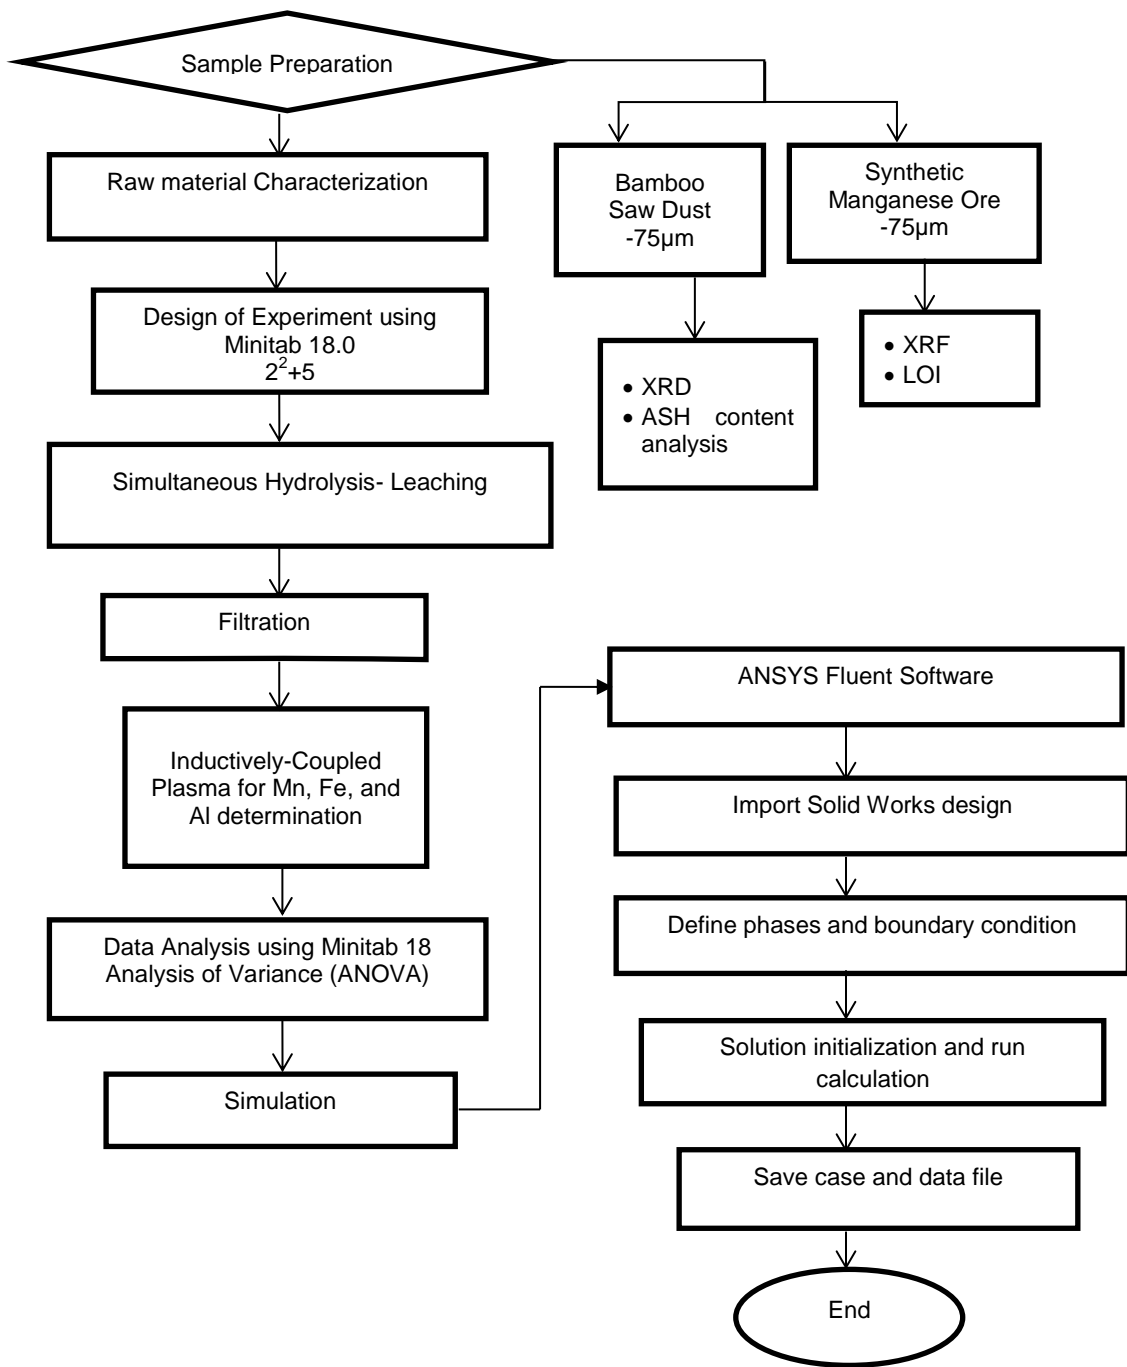 Sample Preparation
Raw material Characterization
Design of Experiment using
Minitab 18.0
2²+5
Simultaneous Hydrolysis- Leaching
Filtration
Inductively-Coupled
Plasma for Mn, Fe, and
Al determination
Data Analysis using Minitab 18
Analysis of Variance (ANOVA)
Simulation
Bamboo
Saw Dust
-75µm
Synthetic
Manganese Ore
-75µm
• XRD
• ASH content
analysis
• XRF
• LOI
ANSYS Fluent Software
Import Solid Works design
Define phases and boundary condition
Solution initialization and run
calculation
Save case and data file
End